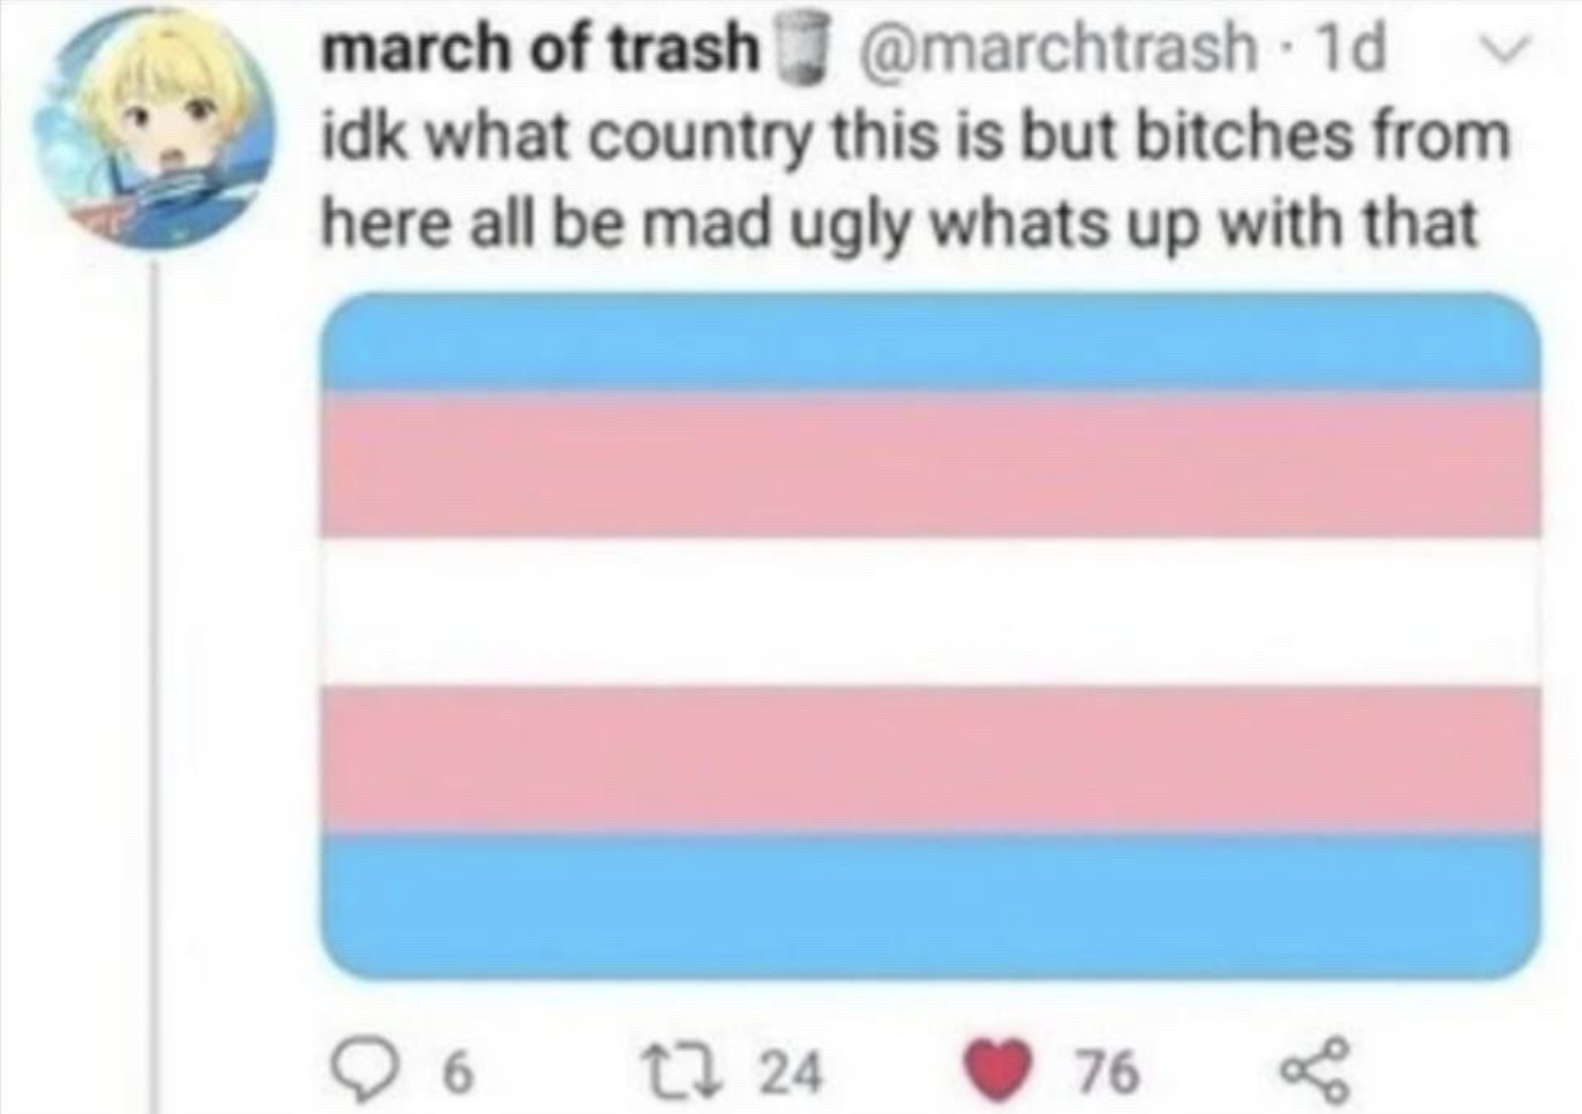 march of trash🗑 @marchtrash · 1d
idk what country this is but bitches from
here all be mad ugly whats up with that
6 24 76